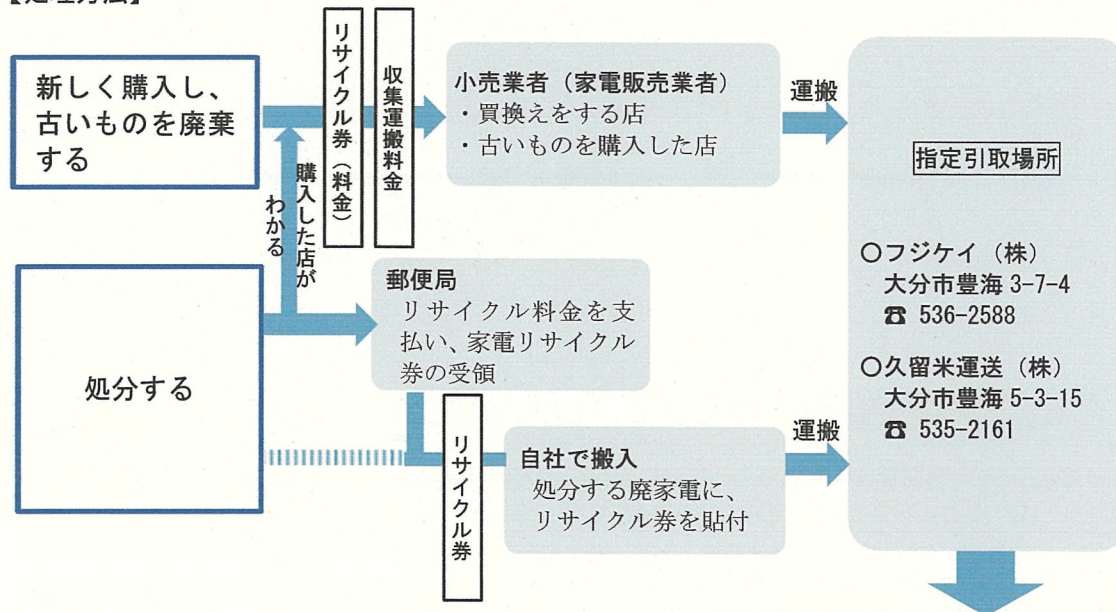 【処理方法】
新しく購入し、
古いものを廃棄
する
リサイクル券（料金）
収集運搬料金
小売業者（家電販売業者）
・買換えをする店
・古いものを購入した店
運搬
購入した店が
わかる
処分する
郵便局
リサイクル料金を支
払い、家電リサイクル
券の受領
リサイクル券
自社で搬入
処分する廃家電に、
リサイクル券を貼付
運搬
指定引取場所
○フジケイ（株）
大分市豊海 3-7-4
☎ 536-2588
○久留米運送（株）
大分市豊海 5-3-15
☎ 535-2161